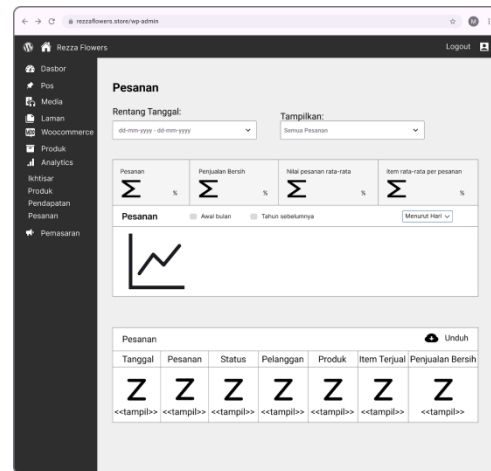 rezzaflowers.store/wp-admin
M
Rezza Flowers
Logout
Dasbor
Pos
Media
Laman
Woocommerce
Produk
Analytics
Ikhtisar
Produk
Pendapatan
Pesanan
Pemasaran
Pesanan
Rentang Tanggal:
Tampilkan:
dd-mm-yyyy - dd-mm-yyyy
Semua Pesanan
Pesanan
Penjualan Bersih
Nilai pesanan rata-rata
Item rata-rata per pesanan
Σ % Σ % Σ % Σ %
Pesanan
Awal bulan
Tahun sebelumnya
Menurut Hari
Pesanan
Unduh
Tanggal Pesanan Status Pelanggan Produk Item Terjual Penjualan Bersih
Z Z Z Z Z Z Z
<<tampil>> <<tampil>> <<tampil>> <<tampil>> <<tampil>> <<tampil>> <<tampil>>